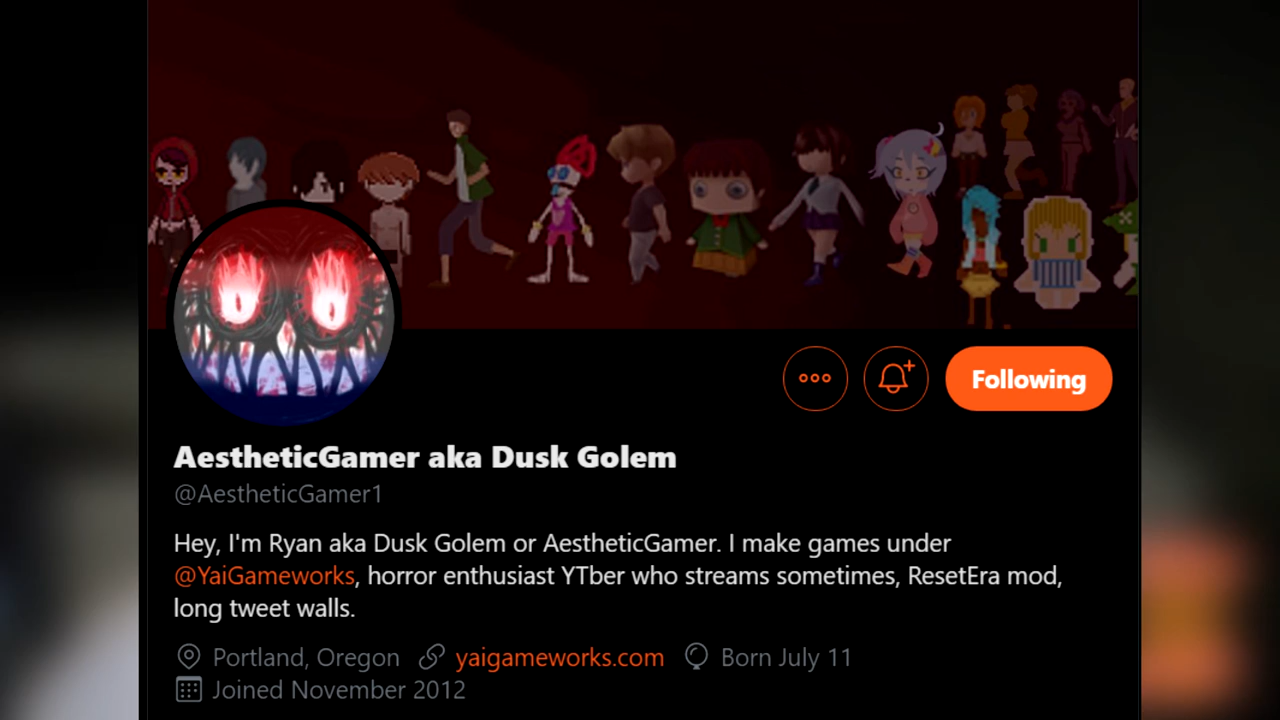 Following
AestheticGamer aka Dusk Golem
@AestheticGamer1
Hey, I'm Ryan aka Dusk Golem or AestheticGamer. I make games under
@YaiGameworks, horror enthusiast YTber who streams sometimes, ResetEra mod,
long tweet walls.
Portland, Oregon yaigameworks.com Born July 11
Joined November 2012